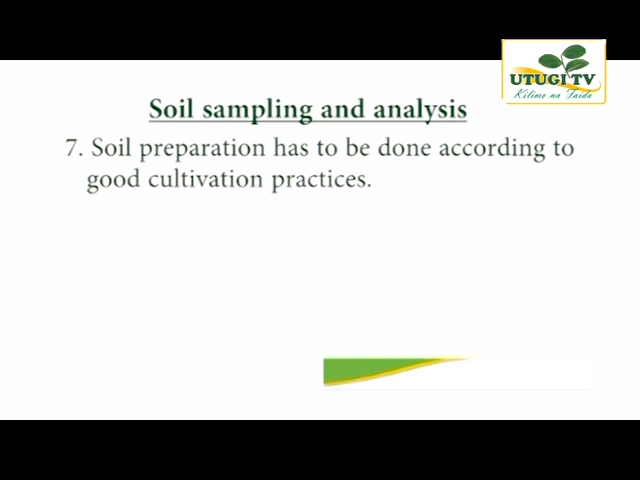 UTUGI TV
Kilimo na Faida
Soil sampling and analysis
7. Soil preparation has to be done according to
good cultivation practices.